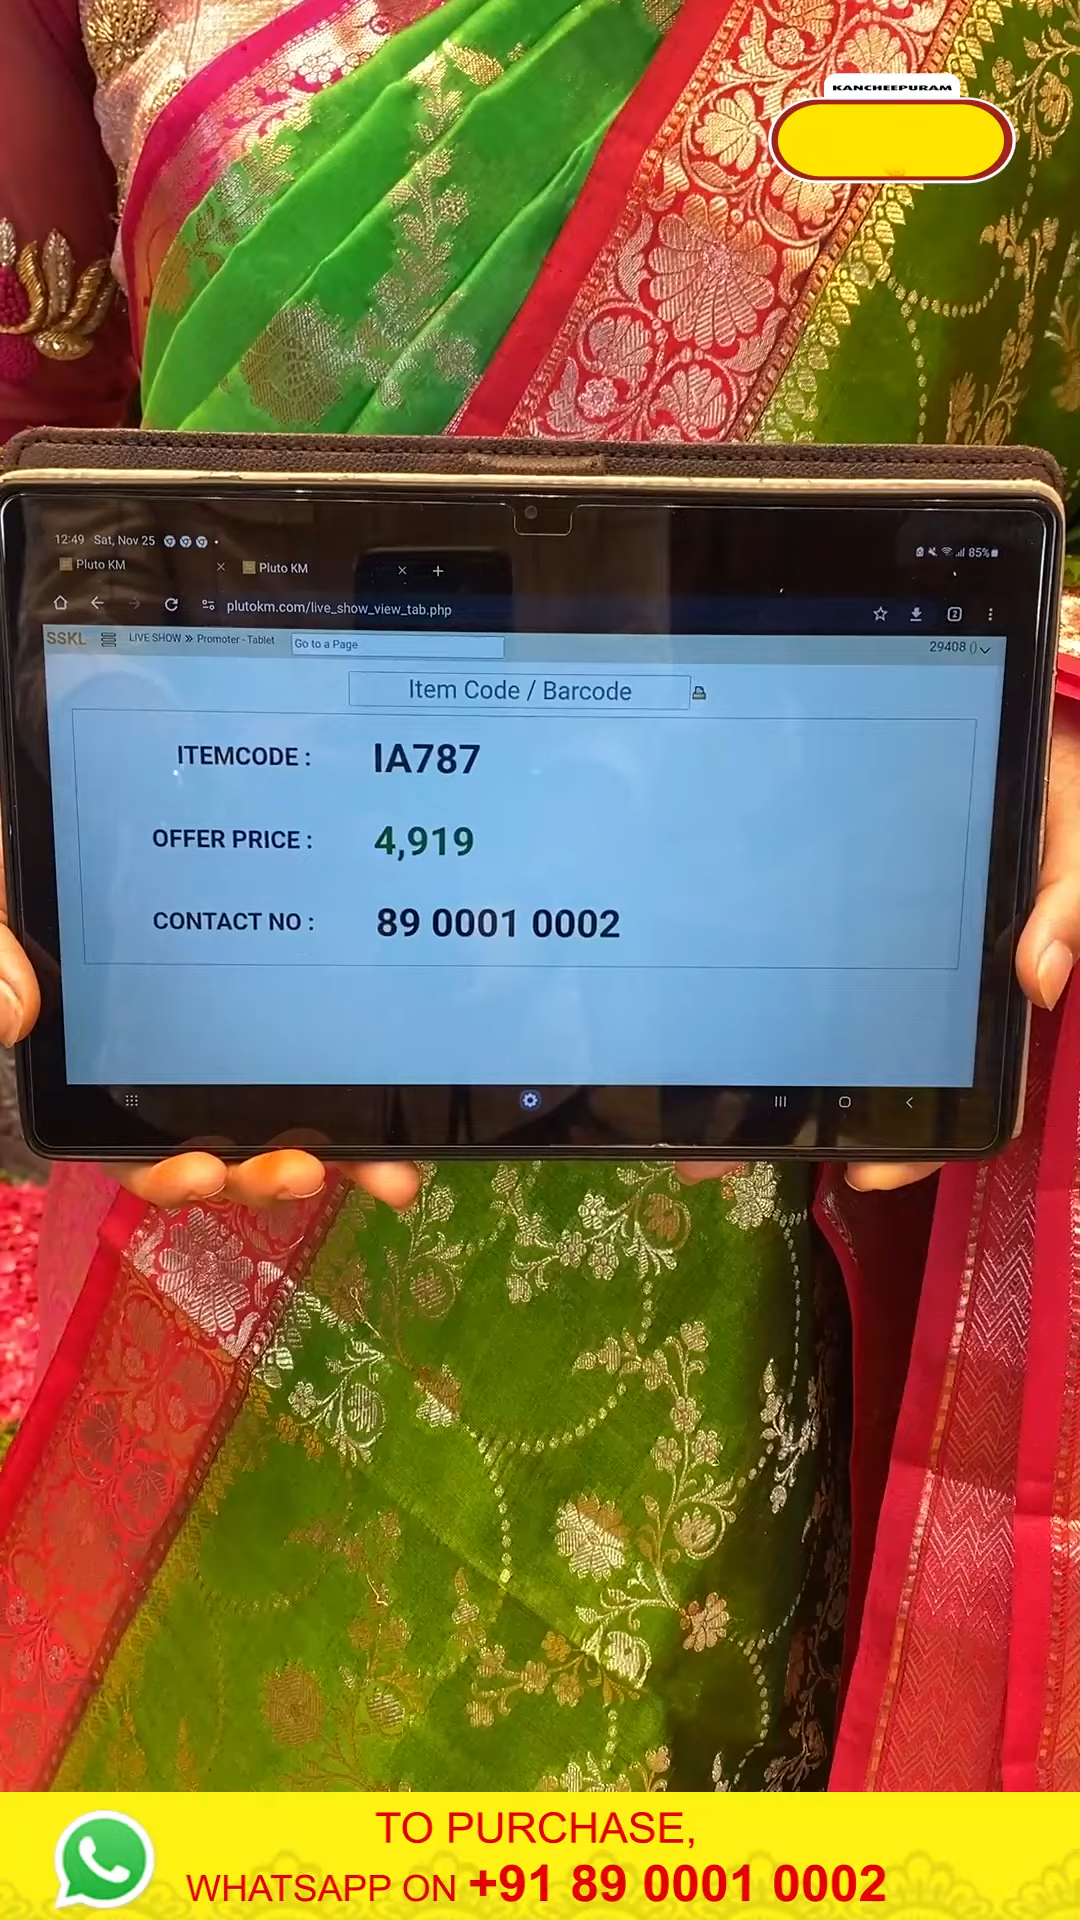 KANCHEEPURAM
12:49 Sat, Nov 25
85%
Pluto KM
Pluto KM
plutokm.com/live_show_view_tab.php
2
SSKL LIVE SHOW >> Promoter - Tablet Go to a Page 29408 ()
Item Code / Barcode
ITEMCODE : IA787
OFFER PRICE : 4,919
CONTACT NO : 89 0001 0002
TO PURCHASE,
WHATSAPP ON +91 89 0001 0002